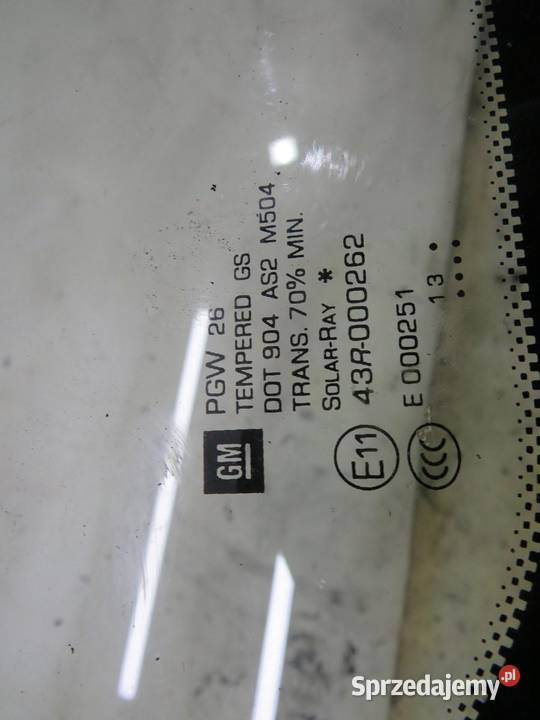 GM
PGW 26
TEMPERED GS
DOT 904 AS2 M504
TRANS. 70% MIN.
SOLAR-RAY *
E11 43R-000262
CCC E 000251
13
Sprzedajemy.pl